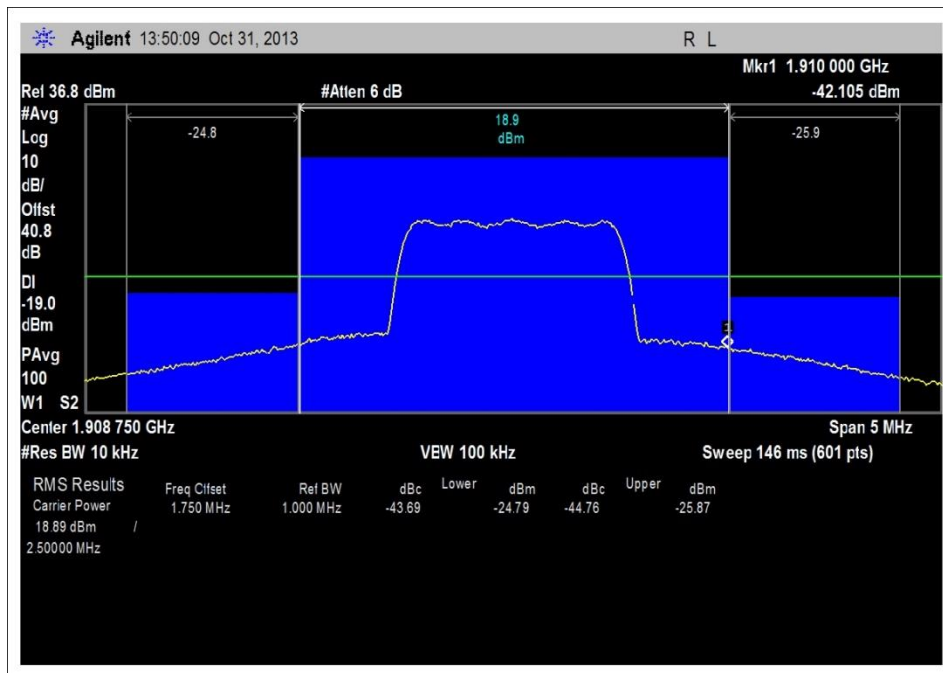 Agilent 13:50:09 Oct 31, 2013 R L
Mkr1 1.910 000 GHz
Ref 36.8 dBm #Atten 6 dB -42.105 dBm
#Avg
Log
10
dB/
Offst
40.8
dB
DI
-19.0
dBm
PAvg
100
W1 S2
-24.8
18.9
dBm
-25.9
1
Center 1.908 750 GHz Span 5 MHz
#Res BW 10 kHz VEW 100 kHz Sweep 146 ms (601 pts)
RMS Results Freq Clfset Ref BW dBc Lower dBm dBc Upper dBm
Carrier Power 1.750 MHz 1.000 MHz -43.69 -24.79 -44.76 -25.87
18.89 dBm /
2.50000 MHz